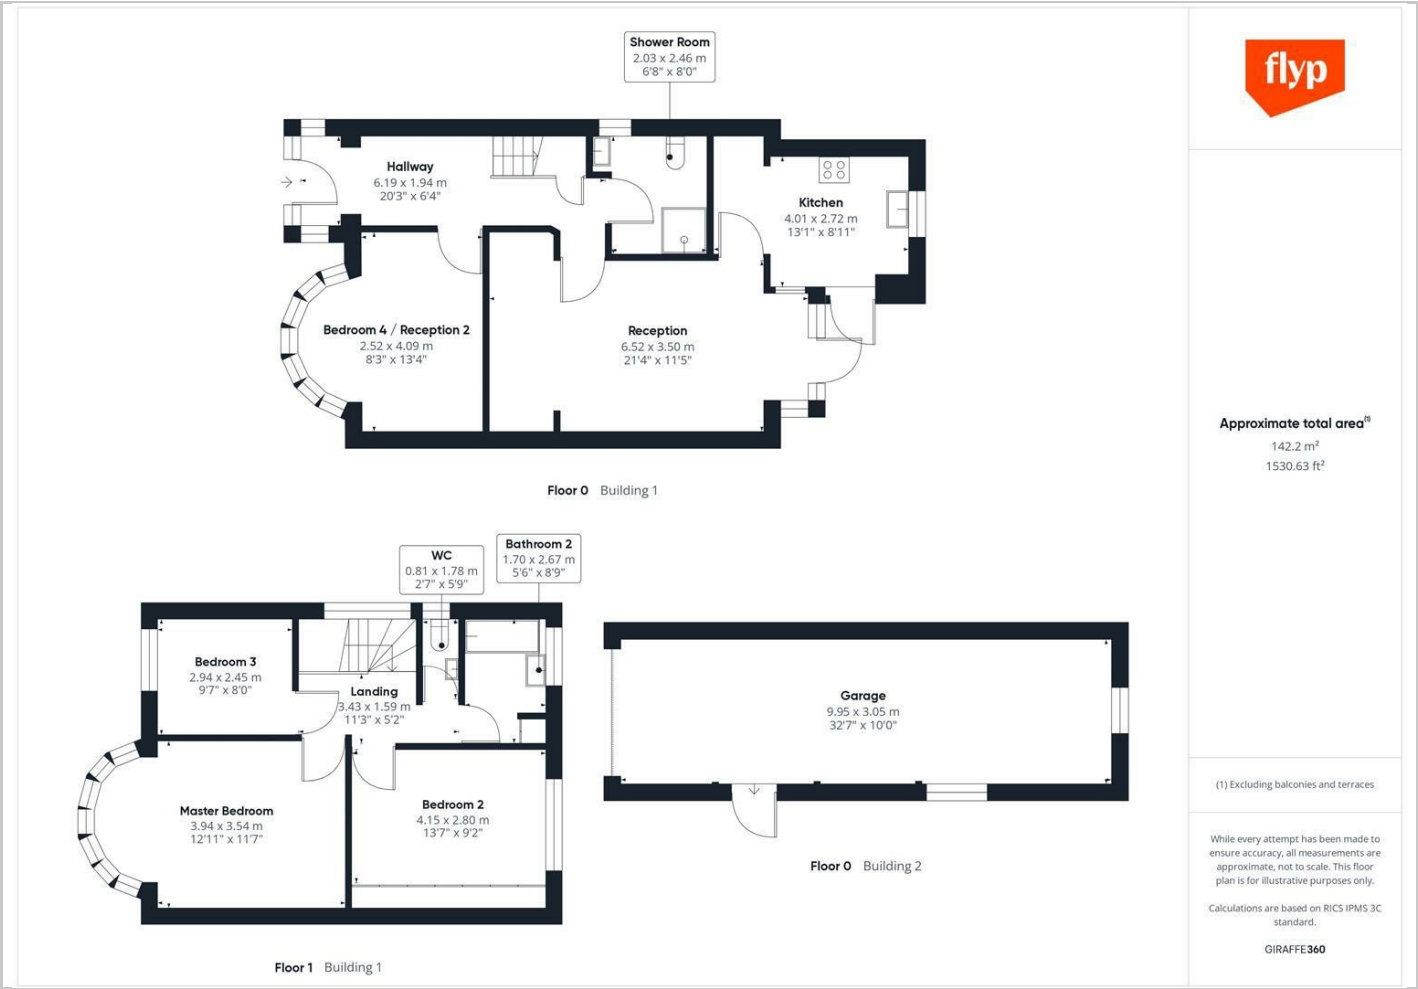 Shower Room
2.03 x 2.46 m
6'8" x 8'0"
Hallway
6.19 x 1.94 m
20'3" x 6'4"
Kitchen
4.01 x 2.72 m
13'1" x 8'11"
Bedroom 4 / Reception 2
2.52 x 4.09 m
8'3" x 13'4"
Reception
6.52 x 3.50 m
21'4" x 11'5"
Floor 0 Building 1
WC
0.81 x 1.78 m
2'7" x 5'9"
Bathroom 2
1.70 x 2.67 m
5'6" x 8'9"
Bedroom 3
2.94 x 2.45 m
9'7" x 8'0"
Landing
3.43 x 1.59 m
11'3" x 5'2"
Master Bedroom
3.94 x 3.54 m
12'11" x 11'7"
Bedroom 2
4.15 x 2.80 m
13'7" x 9'2"
Floor 1 Building 1
Garage
9.95 x 3.05 m
32'7" x 10'0"
Floor 0 Building 2
flyp
Approximate total area⁽¹⁾
142.2 m²
1530.63 ft²
(1) Excluding balconies and terraces
While every attempt has been made to
ensure accuracy, all measurements are
approximate, not to scale. This floor
plan is for illustrative purposes only.
Calculations are based on RICS IPMS 3C
standard.
GIRAFFE360